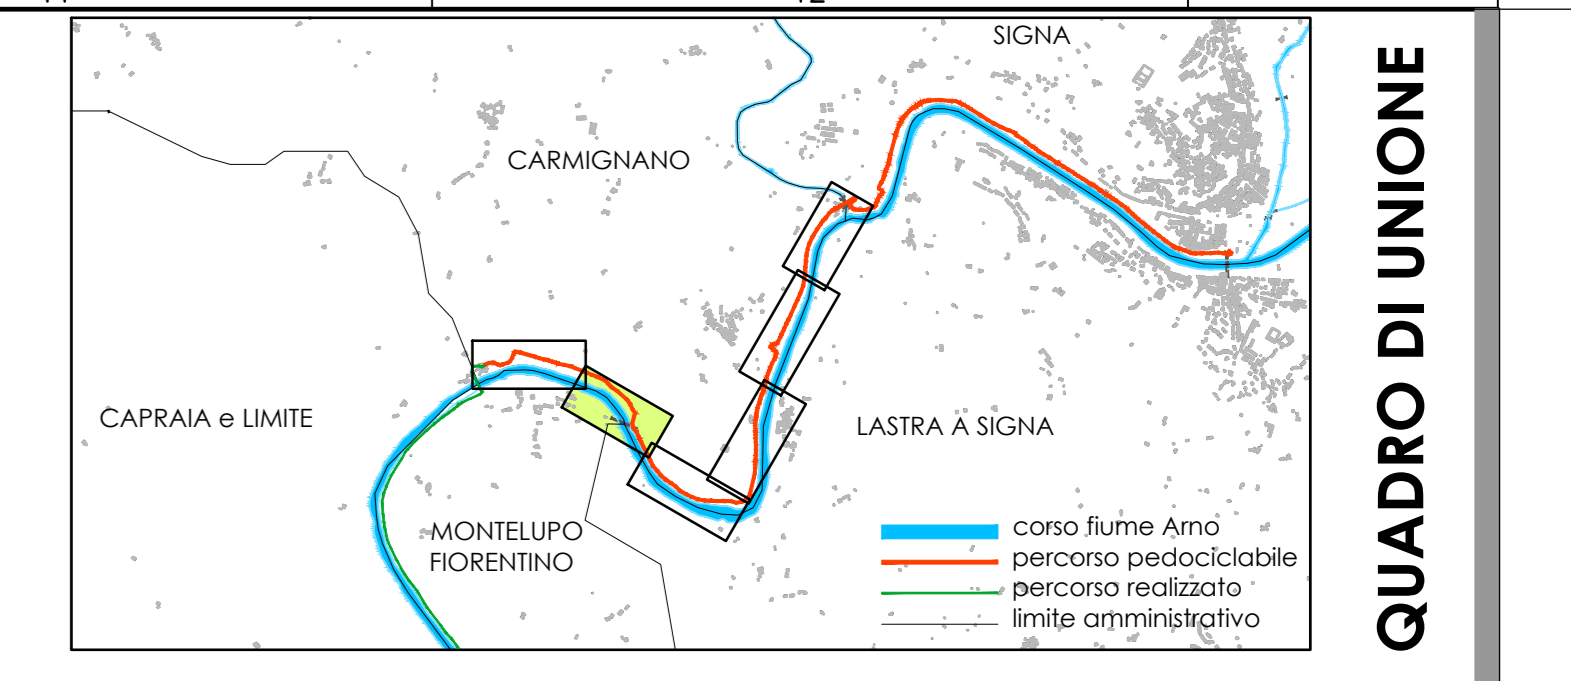 SIGNA
CARMIGNANO
CAPRAIA e LIMITE
LASTRA A SIGNA
MONTELUPO
FIORENTINO
corso fiume Arno
percorso pedociclabile
percorso realizzato
limite amministrativo
QUADRO DI UNIONE